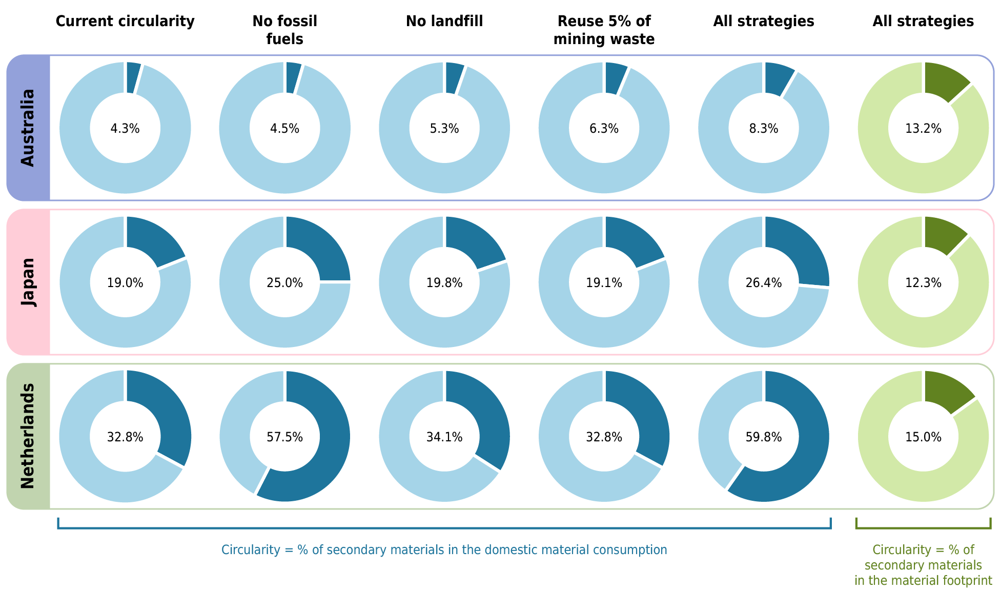 Current circularity
No fossil
fuels
No landfill
Reuse 5% of
mining waste
All strategies
All strategies
Australia
4.3%
4.5%
5.3%
6.3%
8.3%
13.2%
Japan
19.0%
25.0%
19.8%
19.1%
26.4%
12.3%
Netherlands
32.8%
57.5%
34.1%
32.8%
59.8%
15.0%
Circularity = % of secondary materials in the domestic material consumption
Circularity = % of
secondary materials
in the material footprint